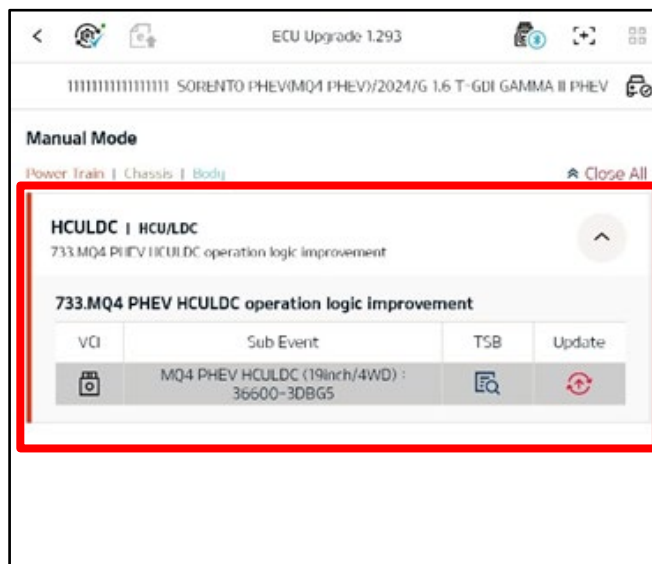 ECU Upgrade 1.293
11111111111111111 SORENTO PHEV(MQ4 PHEV)/2024/G 1.6 T-GDI GAMMA II PHEV
Manual Mode
Power Train | Chassis | Body
Close All
HCULDC | HCU/LDC
733.MQ4 PHEV HCULDC operation logic improvement
733.MQ4 PHEV HCULDC operation logic improvement
VCI Sub Event TSB Update
MQ4 PHEV HCULDC (19inch/4WD) :
36600-3DBG5